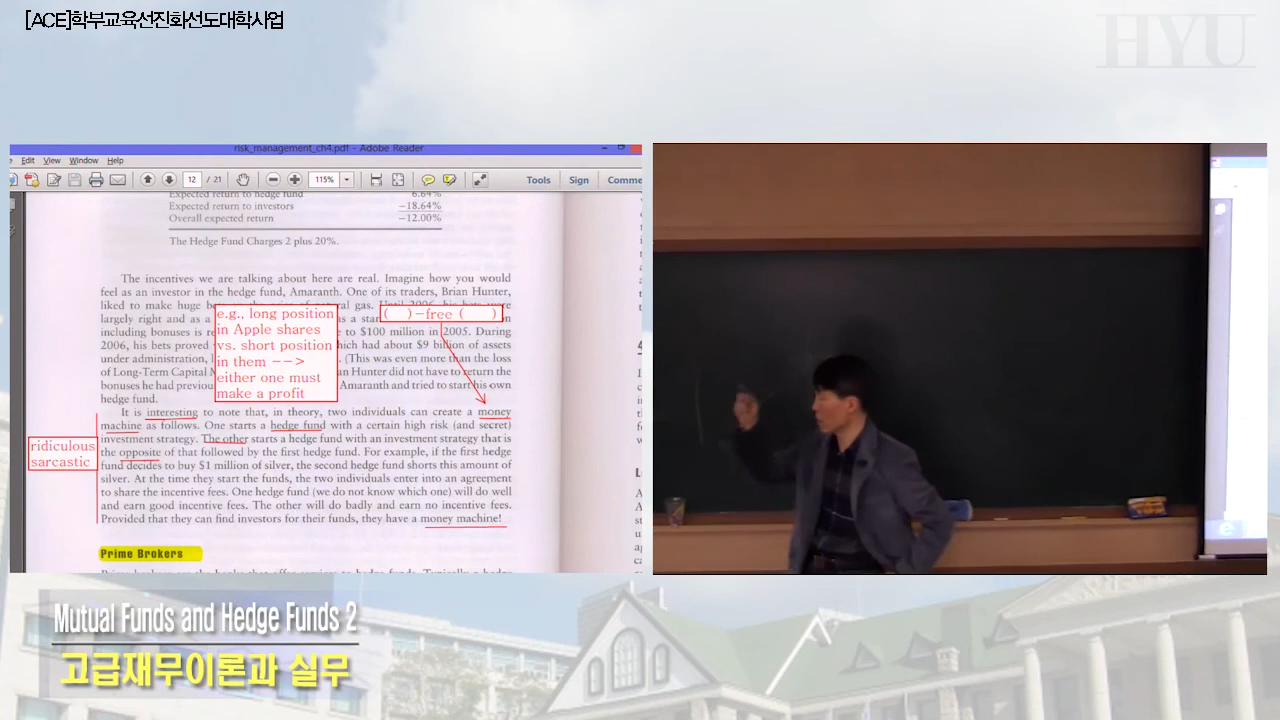 [ACE]학부교육선진화선도대학사업
HYU
risk_management_ch4.pdf - Adobe Reader
Edit View Window Help
12 / 21 115% Tools Sign Comme
Expected return to hedge fund 6.64%
Expected return to investors −18.64%
Overall expected return −12.00%
The Hedge Fund Charges 2 plus 20%.
The incentives we are talking about here are real. Imagine how you would
feel as an investor in the hedge fund, Amaranth. One of its traders, Brian Hunter,
liked to make huge
largely right and as a
including bonuses is to $100 million in 2005. During
2006, his bets proved which had about $9 billion of assets
under administration, (This was even more than the loss
of Long-Term Capital Hunter did not have to return the
bonuses he had Amaranth and tried to start his own
hedge fund.
e.g., long position
in Apple shares
vs. short position
in them -->
either one must
make a profit
( )-free ( )
It is interesting to note that, in theory, two individuals can create a money
machine as follows. One starts a hedge fund with a certain high risk (and secret)
investment strategy. The other starts a hedge fund with an investment strategy that is
the opposite of that followed by the first hedge fund. For example, if the first hedge
fund decides to buy $1 million of silver, the second hedge fund shorts this amount of
silver. At the time they start the funds, the two individuals enter into an agreement
to share the incentive fees. One hedge fund (we do not know which one) will do well
and earn good incentive fees. The other will do badly and earn no incentive fees.
Provided that they can find investors for their funds, they have a money machine!
ridiculous
sarcastic
Prime Brokers
Mutual Funds and Hedge Funds 2
고급재무이론과 실무